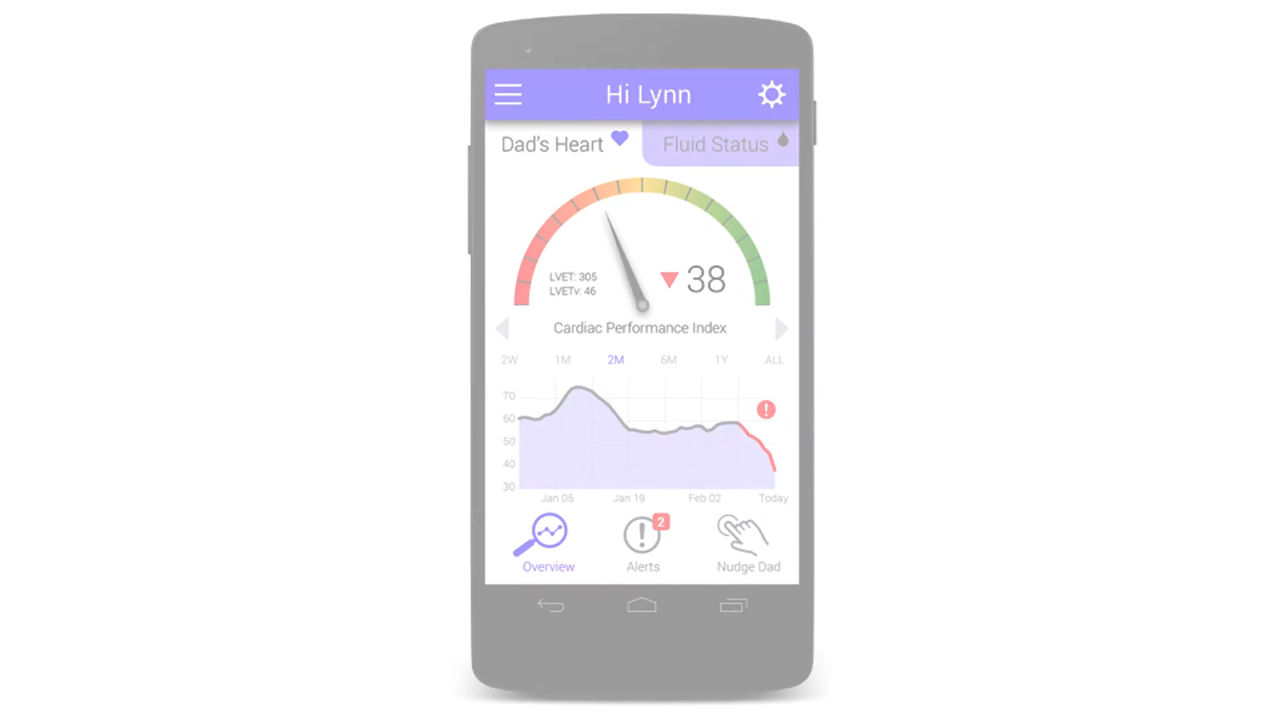 Hi Lynn
Dad's Heart
Fluid Status
LVET: 305
LVETv: 46
38
Cardiac Performance Index
2W 1M 2M 6M 1Y ALL
70
60
50
40
30
Jan 05 Jan 19 Feb 02 Today
2
Overview Alerts Nudge Dad